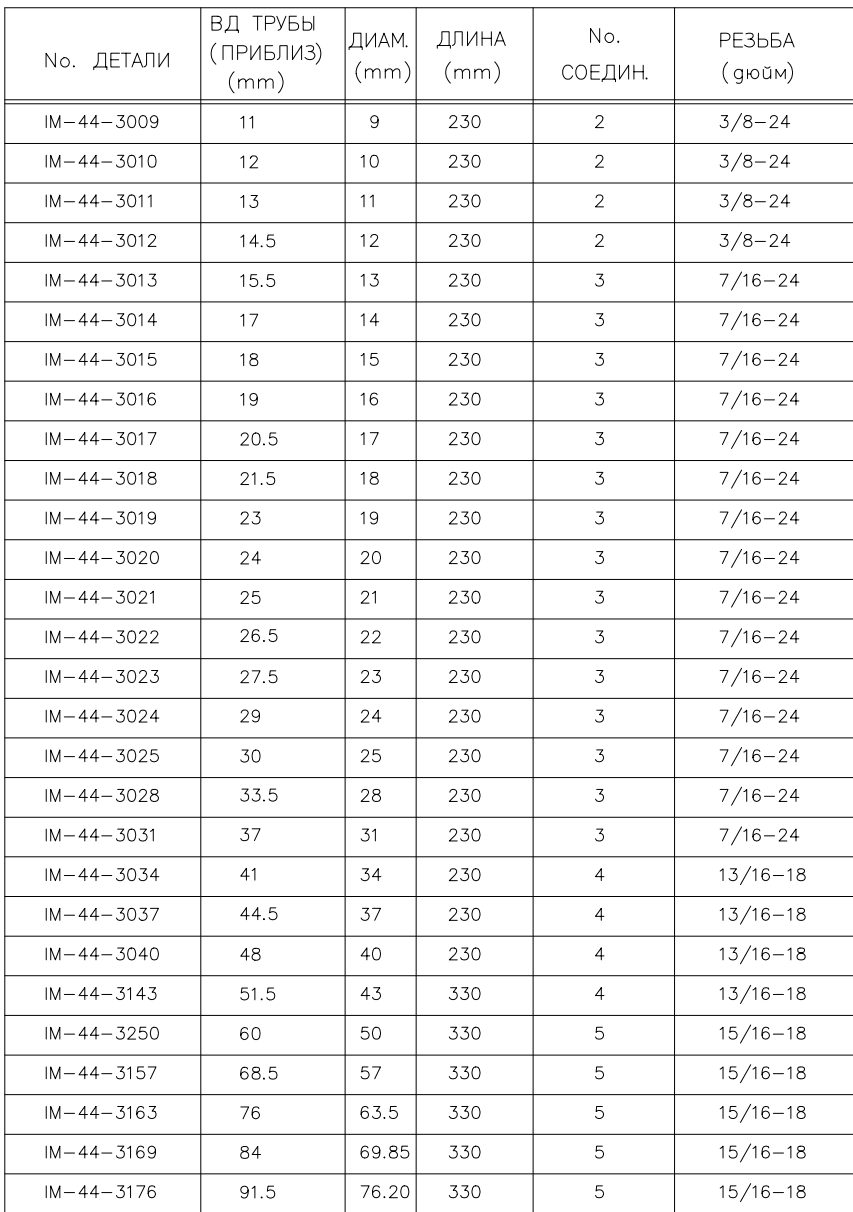 No. ДЕТАЛИ ВД ТРУБЫ (ПРИБЛИЗ) (mm) ДИАМ. (mm) ДЛИНА (mm) No. СОЕДИН. РЕЗЬБА (дюйм)
IM-44-3009 11 9 230 2 3/8-24
IM-44-3010 12 10 230 2 3/8-24
IM-44-3011 13 11 230 2 3/8-24
IM-44-3012 14.5 12 230 2 3/8-24
IM-44-3013 15.5 13 230 3 7/16-24
IM-44-3014 17 14 230 3 7/16-24
IM-44-3015 18 15 230 3 7/16-24
IM-44-3016 19 16 230 3 7/16-24
IM-44-3017 20.5 17 230 3 7/16-24
IM-44-3018 21.5 18 230 3 7/16-24
IM-44-3019 23 19 230 3 7/16-24
IM-44-3020 24 20 230 3 7/16-24
IM-44-3021 25 21 230 3 7/16-24
IM-44-3022 26.5 22 230 3 7/16-24
IM-44-3023 27.5 23 230 3 7/16-24
IM-44-3024 29 24 230 3 7/16-24
IM-44-3025 30 25 230 3 7/16-24
IM-44-3028 33.5 28 230 3 7/16-24
IM-44-3031 37 31 230 3 7/16-24
IM-44-3034 41 34 230 4 13/16-18
IM-44-3037 44.5 37 230 4 13/16-18
IM-44-3040 48 40 230 4 13/16-18
IM-44-3143 51.5 43 330 4 13/16-18
IM-44-3250 60 50 330 5 15/16-18
IM-44-3157 68.5 57 330 5 15/16-18
IM-44-3163 76 63.5 330 5 15/16-18
IM-44-3169 84 69.85 330 5 15/16-18
IM-44-3176 91.5 76.20 330 5 15/16-18